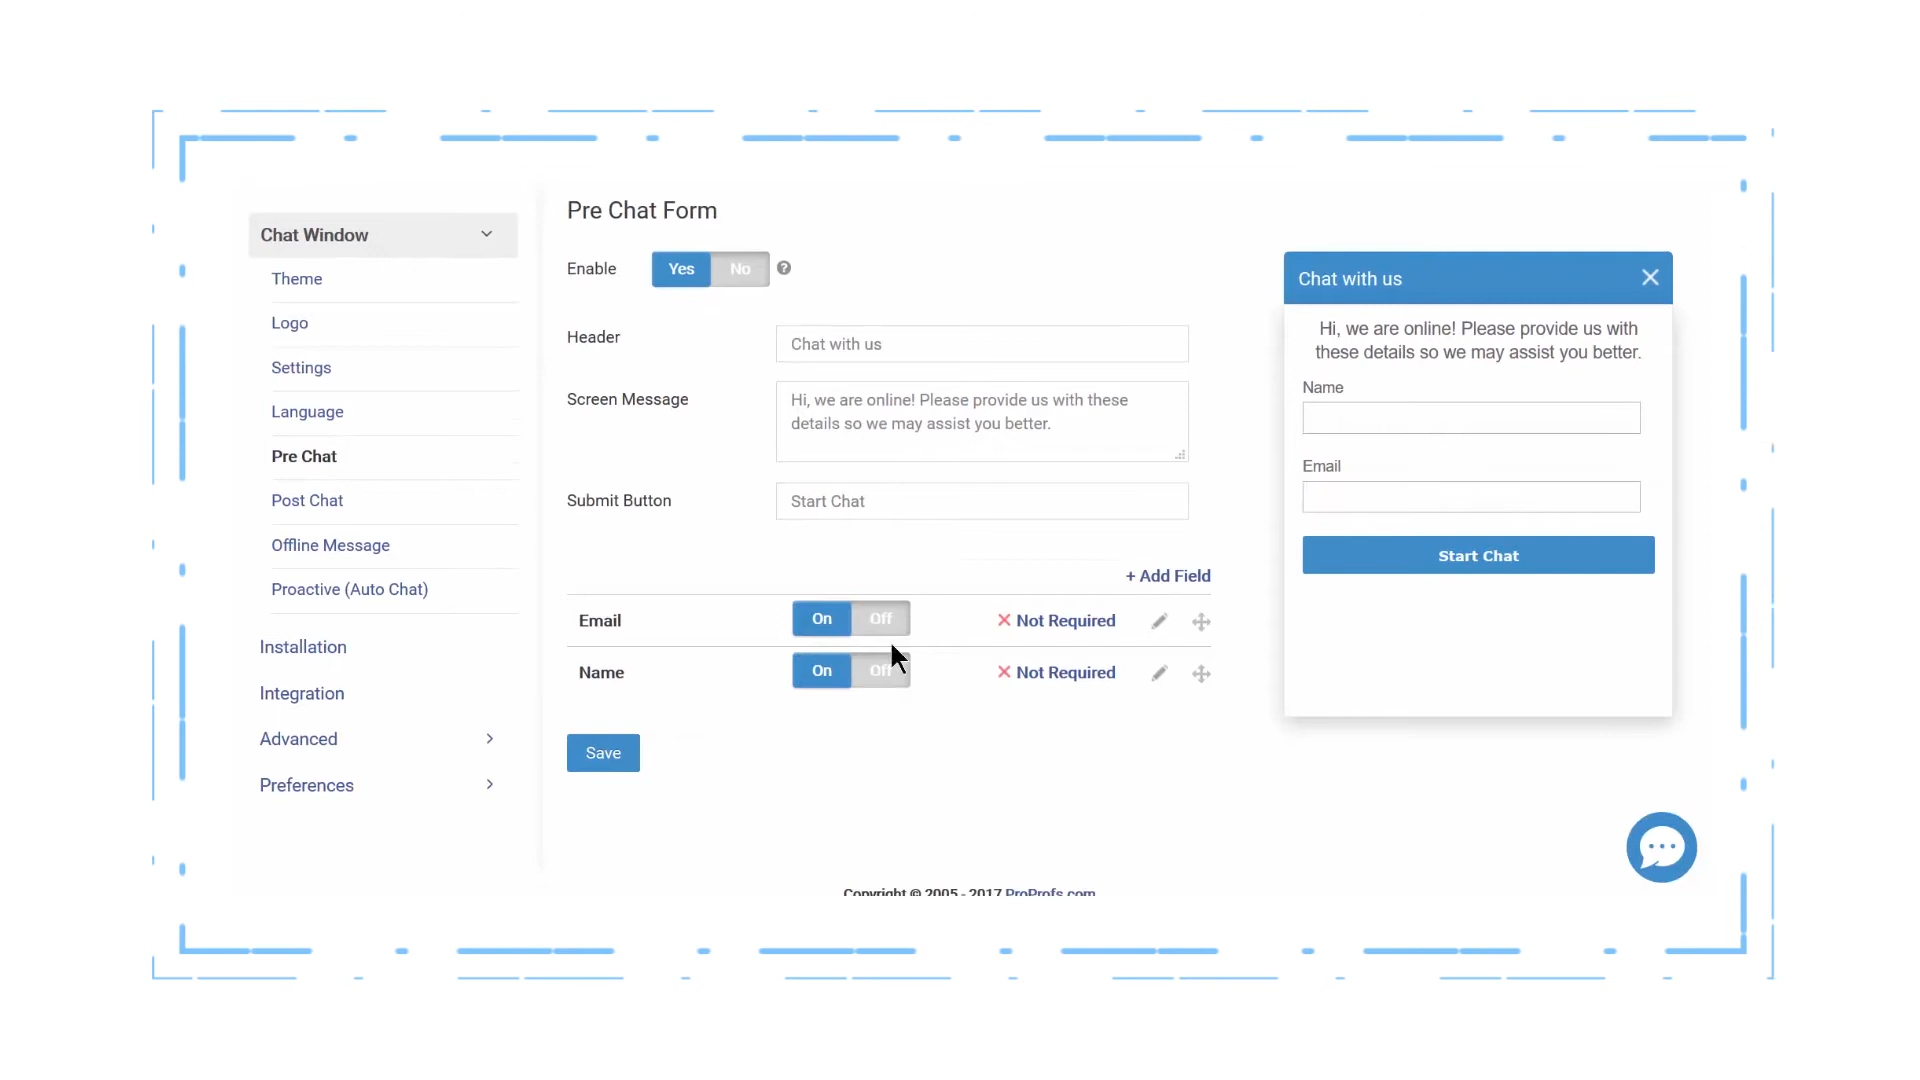 Chat Window
Theme
Logo
Settings
Language
Pre Chat
Post Chat
Offline Message
Proactive (Auto Chat)
Installation
Integration
Advanced
Preferences
Pre Chat Form
Enable
Yes No
Header
Chat with us
Screen Message
Hi, we are online! Please provide us with these
details so we may assist you better.
Submit Button
Start Chat
+ Add Field
Email
On Off
Not Required
Name
On Off
Not Required
Save
Chat with us
Hi, we are online! Please provide us with
these details so we may assist you better.
Name
Email
Start Chat
Copyright © 2005 - 2017 ProProfs.com